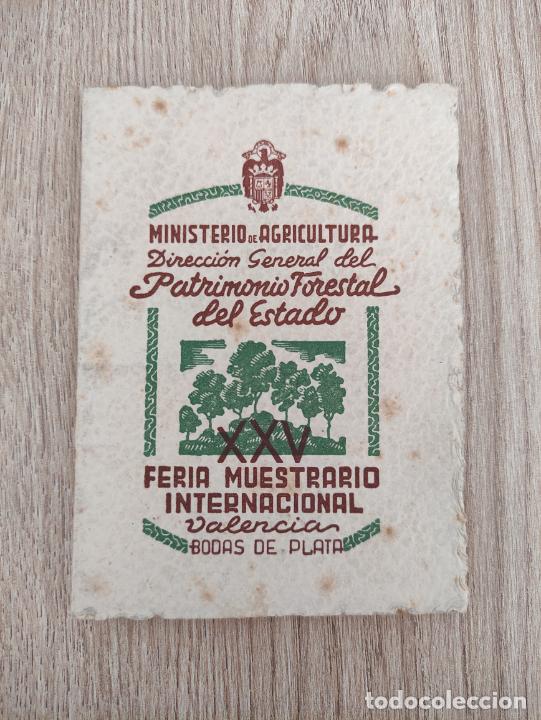 MINISTERIO DE AGRICULTURA
Dirección General del
Patrimonio Forestal
del Estado
XXV
FERIA MUESTRARIO
INTERNACIONAL
Valencia
BODAS DE PLATA
todocoleccion